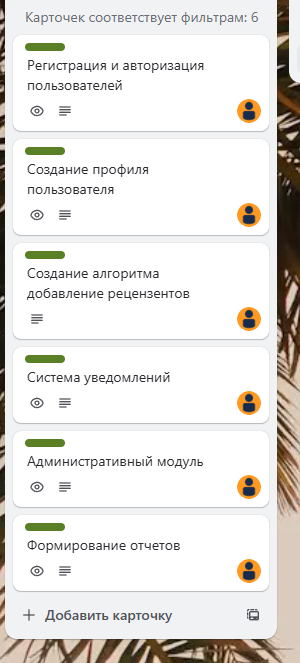 Карточек соответствует фильтрам: 6
Регистрация и авторизация
пользователей
Создание профиля
пользователя
Создание алгоритма
добавление рецензентов
Система уведомлений
Административный модуль
Формирование отчетов
Добавить карточку